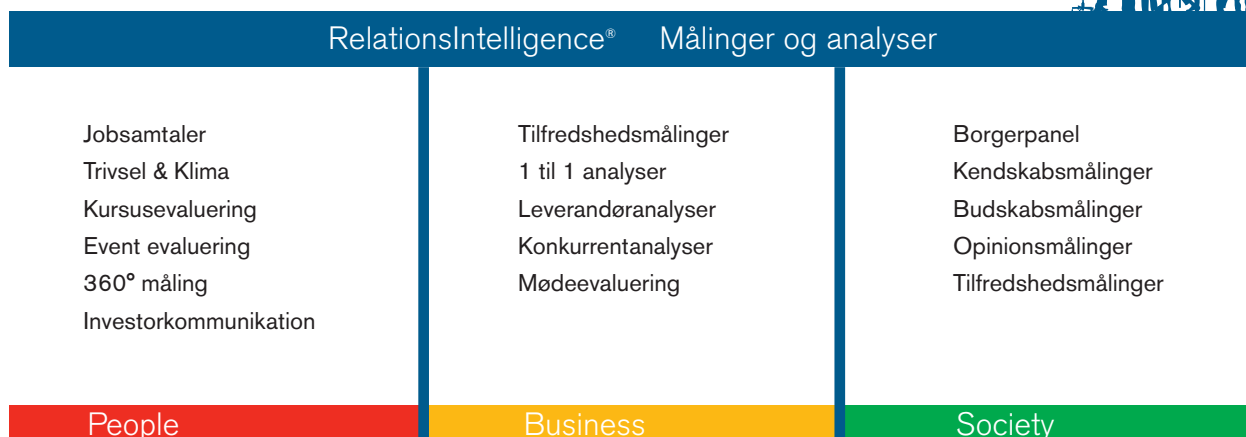 RelationsIntelligence® Målinger og analyser
Jobsamtaler
Trivsel & Klima
Kursusevaluering
Event evaluering
360° måling
Investorkommunikation
People
Tilfredshedsmålinger
1 til 1 analyser
Leverandøranalyser
Konkurrentanalyser
Mødeevaluering
Business
Borgerpanel
Kendskabsmålinger
Budskabsmålinger
Opinionsmålinger
Tilfredshedsmålinger
Society